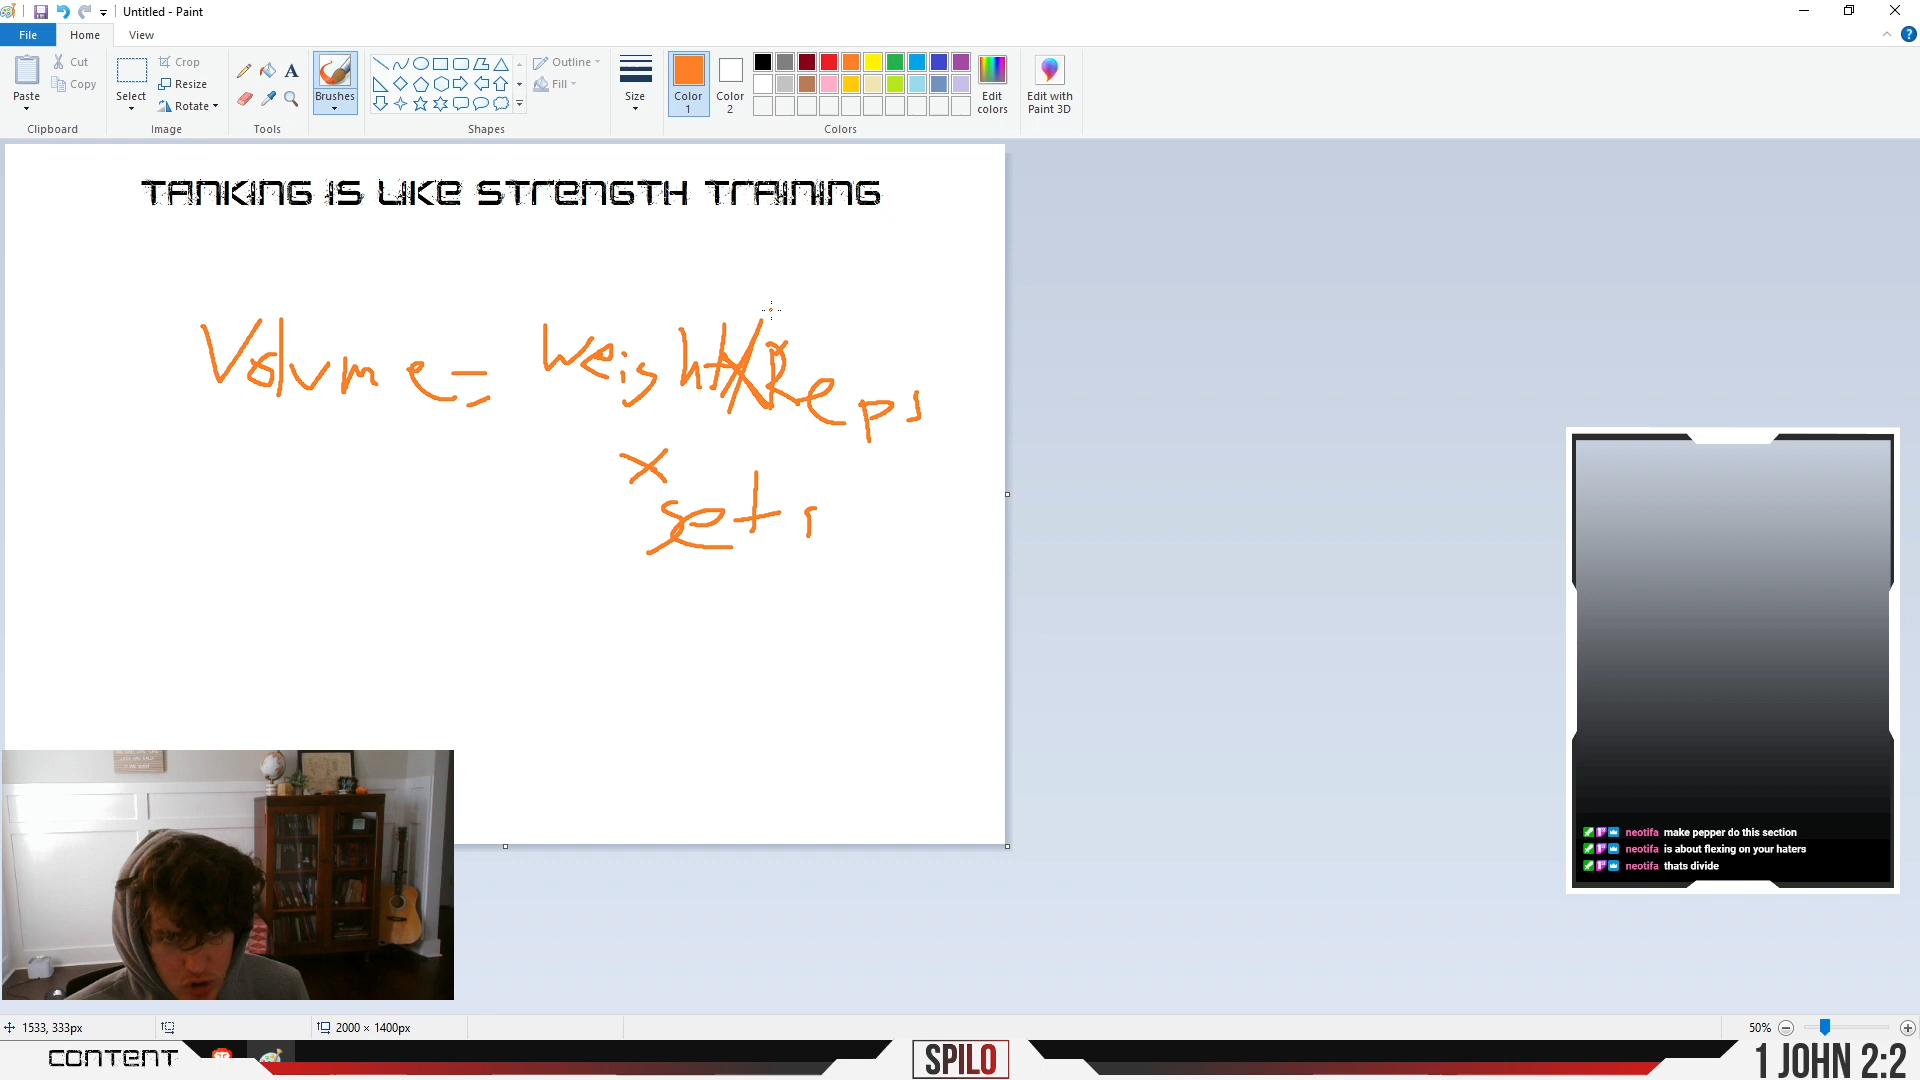 Untitled - Paint
File Home View
Paste
Cut
Copy
Clipboard
Select
Crop
Resize
Rotate
Image
Tools
Brushes
Shapes
Outline
Fill
Size
Color 1
Color 2
Edit colors
Edit with Paint 3D
Colors
TANKING IS LIKE STRENGTH TRAINING
Volume = Weight X Reps
x
sets
neotifa make pepper do this section
neotifa is about flexing on your haters
neotifa thats divide
1533, 333px
2000 × 1400px
50%
CONTENT
SPILO
1 JOHN 2:2